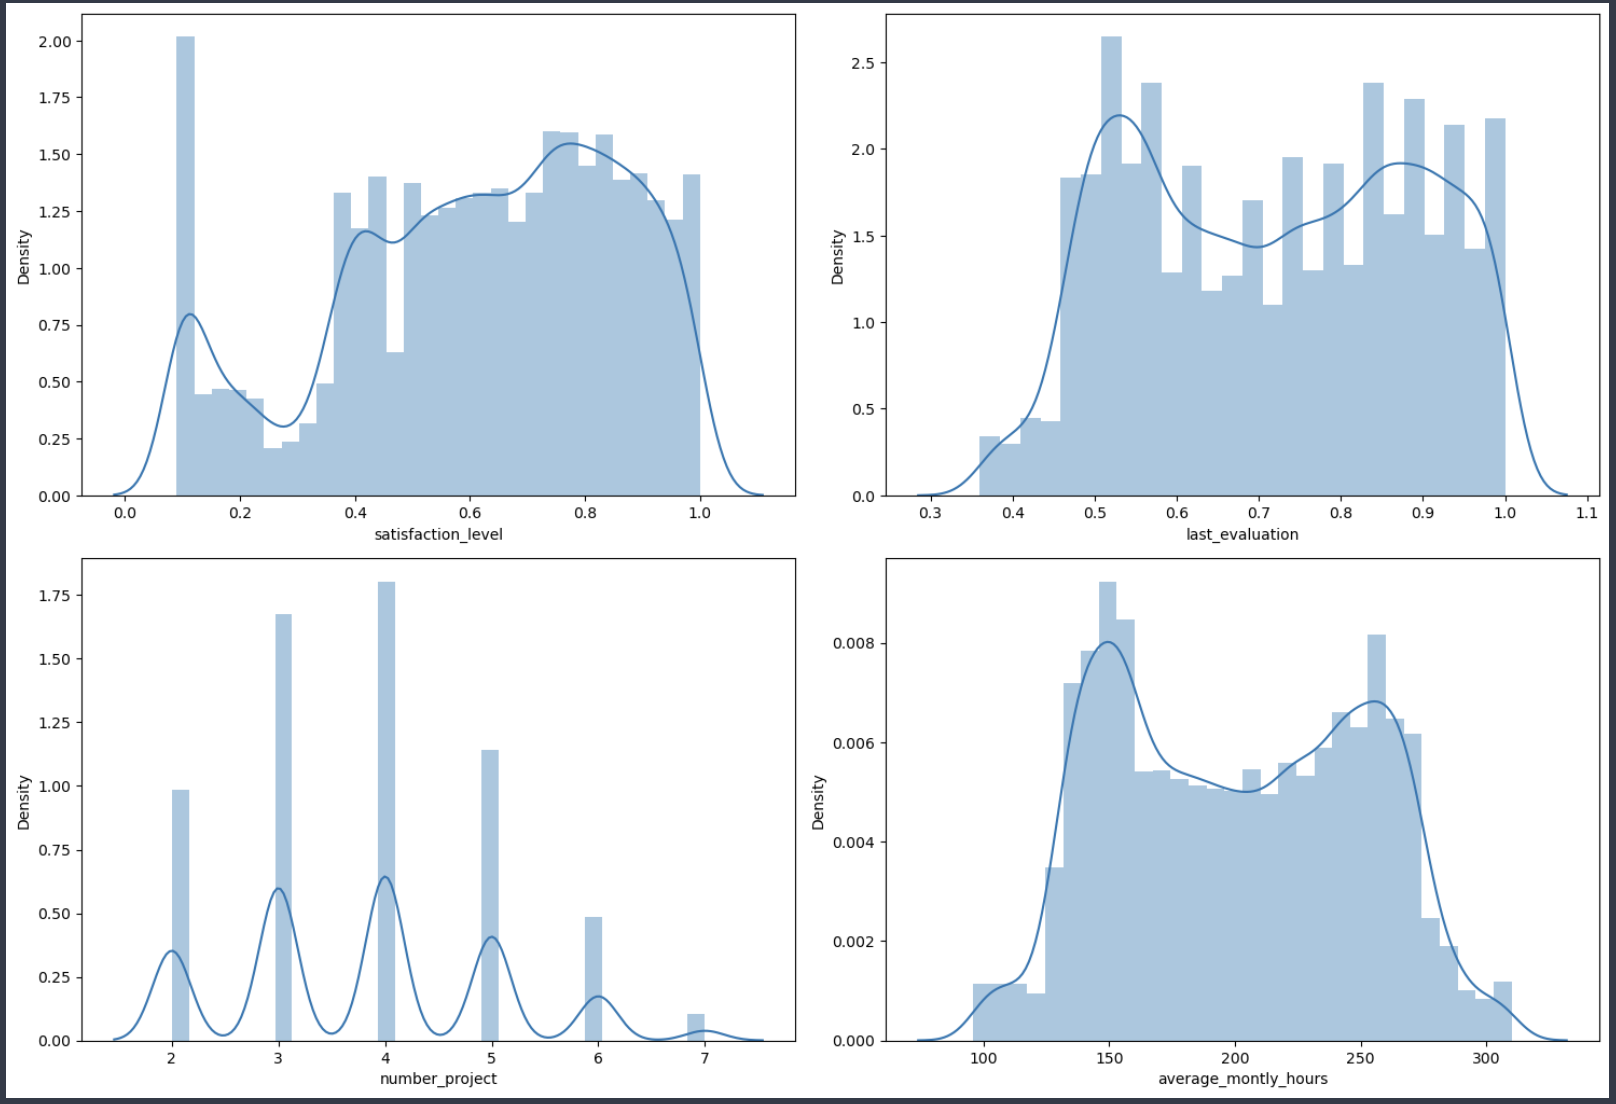 2.00
1.75
1.50
1.25
1.00
0.75
0.50
0.25
0.00
Density
0.0 0.2 0.4 0.6 0.8 1.0
satisfaction_level
2.5
2.0
1.5
1.0
0.5
0.0
Density
0.3 0.4 0.5 0.6 0.7 0.8 0.9 1.0 1.1
last_evaluation
1.75
1.50
1.25
1.00
0.75
0.50
0.25
0.00
Density
2 3 4 5 6 7
number_project
0.008
0.006
0.004
0.002
0.000
Density
100 150 200 250 300
average_montly_hours